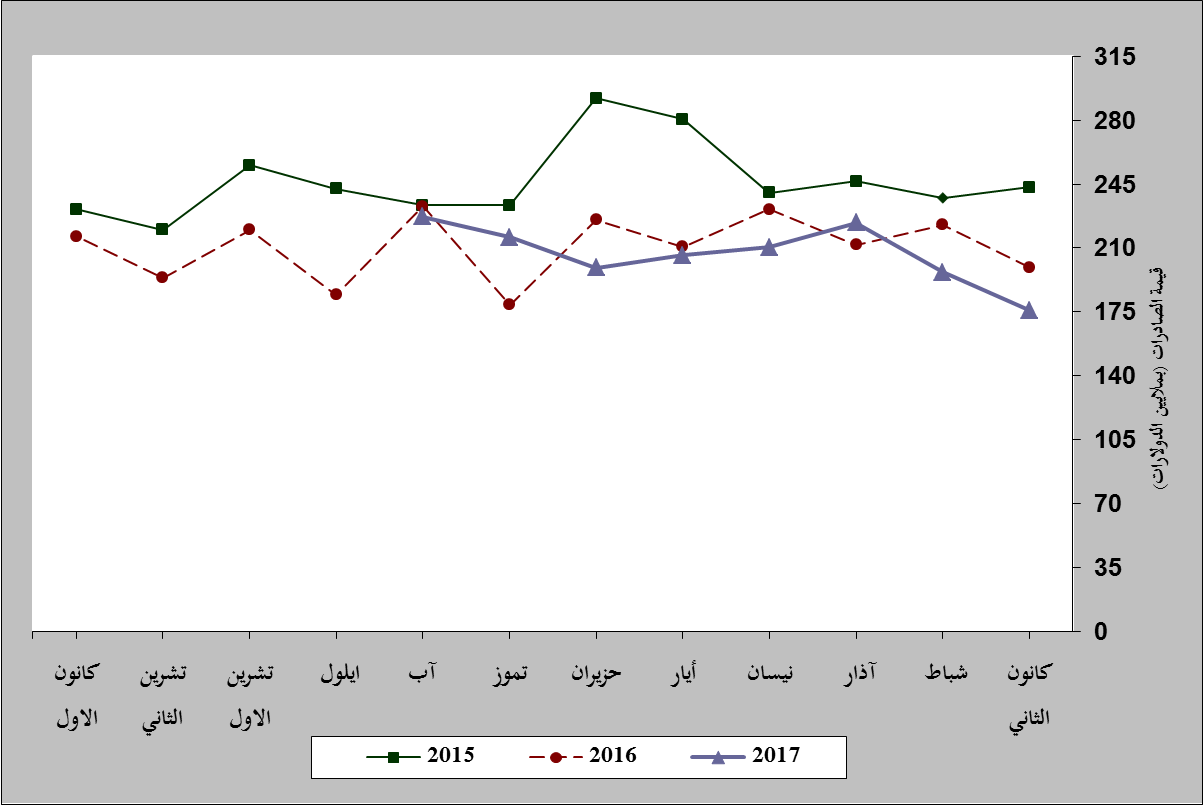 315
280
245
210
175
140
105
70
35
0
قيمة الصادرات (بملايين الدولارات)
كانون الثاني
شباط
آذار
نيسان
أيار
حزيران
تموز
آب
ايلول
تشرين الاول
تشرين الثاني
كانون الاول
2015
2016
2017